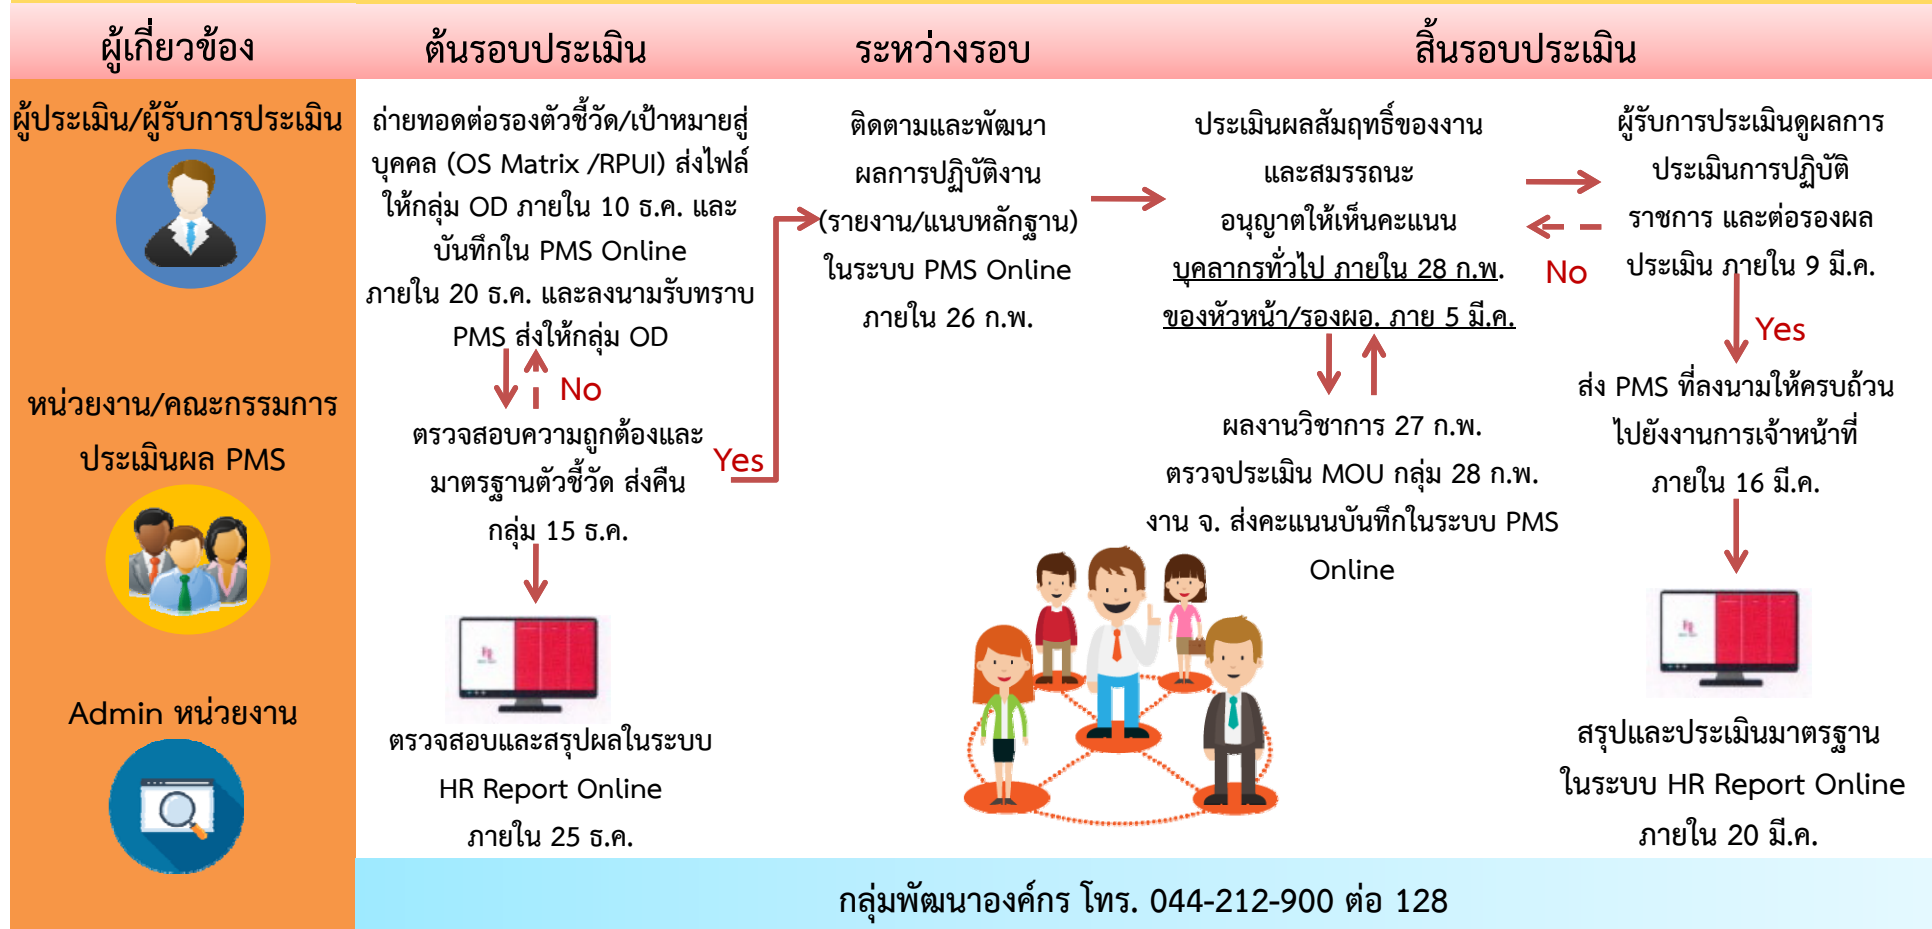 ผู้เกี่ยวข้อง
ต้นรอบประเมิน
ระหว่างรอบ
สิ้นรอบประเมิน
ผู้ประเมิน/ผู้รับการประเมิน
ถ่ายทอดต่อรองตัวชี้วัด/เป้าหมายสู่
บุคคล (OS Matrix /RPUI) ส่งไฟล์
ให้กลุ่ม OD ภายใน 10 ธ.ค. และ
บันทึกใน PMS Online
ภายใน 20 ธ.ค. และลงนามรับทราบ
PMS ส่งให้กลุ่ม OD
ติดตามและพัฒนา
ผลการปฏิบัติงาน
(รายงาน/แนบหลักฐาน)
ในระบบ PMS Online
ภายใน 26 ก.พ.
ประเมินผลสัมฤทธิ์ของงาน
และสมรรถนะ
อนุญาตให้เห็นคะแนน
บุคลากรทั่วไป ภายใน 28 ก.พ.
ของหัวหน้า/รองผอ. ภาย 5 มี.ค.
No
ผู้รับการประเมินดูผลการ
ประเมินการปฏิบัติ
ราชการ และต่อรองผล
ประเมิน ภายใน 9 มี.ค.
Yes
หน่วยงาน/คณะกรรมการ
ประเมินผล PMS
No
ตรวจสอบความถูกต้องและ
มาตรฐานตัวชี้วัด ส่งคืน
กลุ่ม 15 ธ.ค.
Yes
ผลงานวิชาการ 27 ก.พ.
ตรวจประเมิน MOU กลุ่ม 28 ก.พ.
งาน จ. ส่งคะแนนบันทึกในระบบ PMS
Online
ส่ง PMS ที่ลงนามให้ครบถ้วน
ไปยังงานการเจ้าหน้าที่
ภายใน 16 มี.ค.
Admin หน่วยงาน
ตรวจสอบและสรุปผลในระบบ
HR Report Online
ภายใน 25 ธ.ค.
สรุปและประเมินมาตรฐาน
ในระบบ HR Report Online
ภายใน 20 มี.ค.
กลุ่มพัฒนาองค์กร โทร. 044-212-900 ต่อ 128